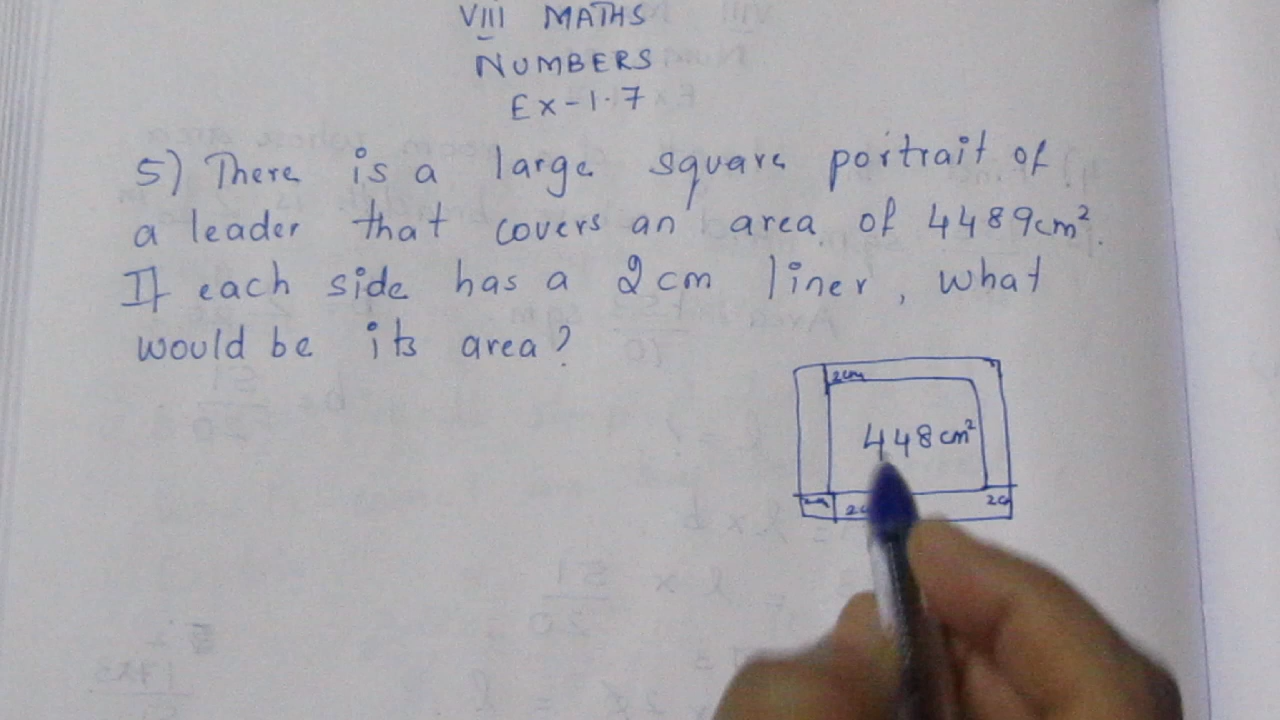 VIII MATHS
NUMBERS
Ex-1.7
5) There is a large square portrait of
a leader that covers an area of 4489cm².
If each side has a 2cm liner, what
would be its area?
2cm
448cm²